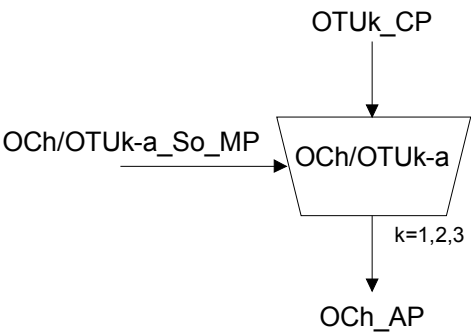 OTUk_CP
OCh/OTUk-a_So_MP
OCh/OTUk-a
k=1,2,3
OCh_AP